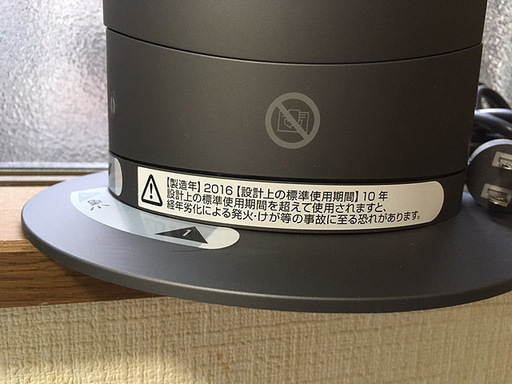 【製造年】2016【設計上の標準使用期間】10年
設計上の標準使用期間を超えて使用されますと、
経年劣化による発火・けが等の事故に至る恐れがあります。